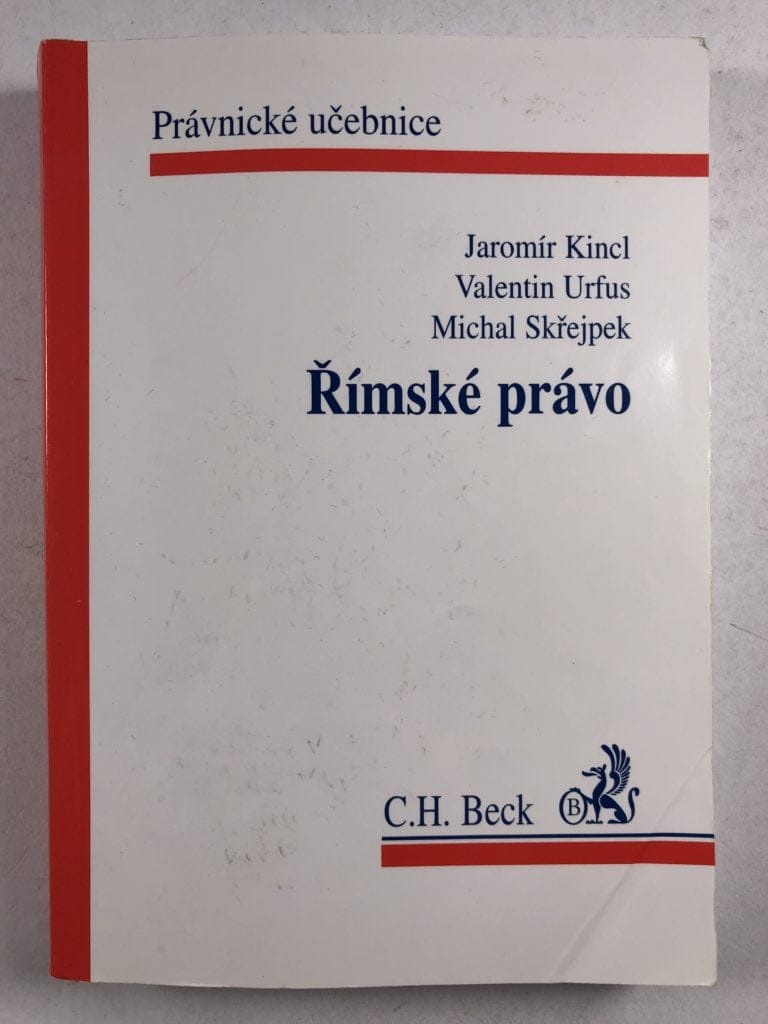 Právnické učebnice
Jaromír Kincl
Valentin Urfus
Michal Skřejpek
Římské právo
C.H. Beck
B